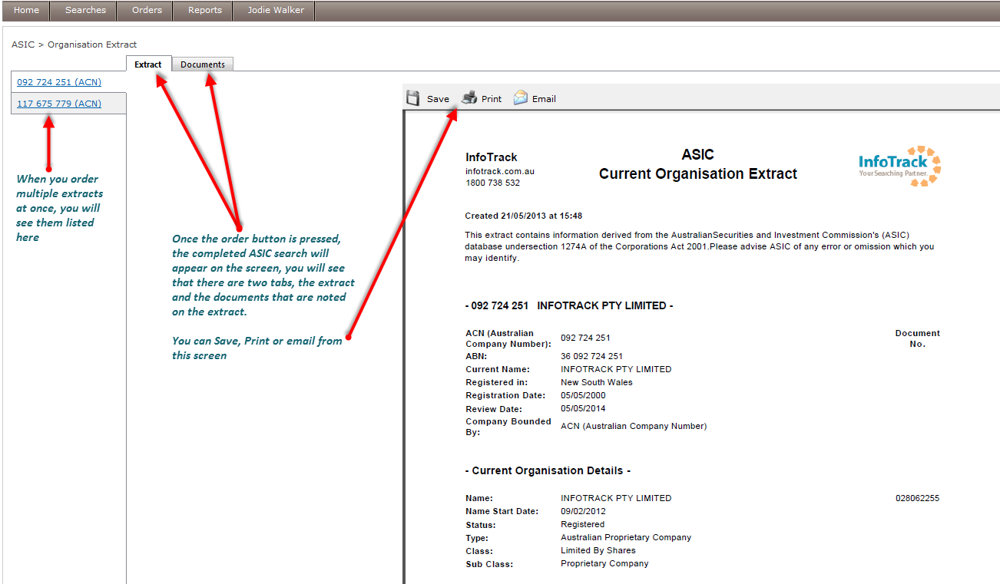 Home Searches Orders Reports Jodie Walker
ASIC > Organisation Extract
Extract Documents
092 724 251 (ACN)
117 675 779 (ACN)
When you order
multiple extracts
at once, you will
see them listed
here
Once the order button is pressed,
the completed ASIC search will
appear on the screen, you will see
that there are two tabs, the extract
and the documents that are noted
on the extract.
You can Save, Print or email from
this screen
Save Print Email
InfoTrack
infotrack.com.au
1800 738 532
ASIC
Current Organisation Extract
InfoTrack
Your Searching Partner.
Created 21/05/2013 at 15:48
This extract contains information derived from the AustralianSecurities and Investment Commission's (ASIC)
database undersection 1274A of the Corporations Act 2001.Please advise ASIC of any error or omission which you
may identify.
- 092 724 251 INFOTRACK PTY LIMITED -
Document
No.
ACN (Australian
Company Number): 092 724 251
ABN: 36 092 724 251
Current Name: INFOTRACK PTY LIMITED
Registered in: New South Wales
Registration Date: 05/05/2000
Review Date: 05/05/2014
Company Bounded
By: ACN (Australian Company Number)
- Current Organisation Details -
Name: INFOTRACK PTY LIMITED 028062255
Name Start Date: 09/02/2012
Status: Registered
Type: Australian Proprietary Company
Class: Limited By Shares
Sub Class: Proprietary Company